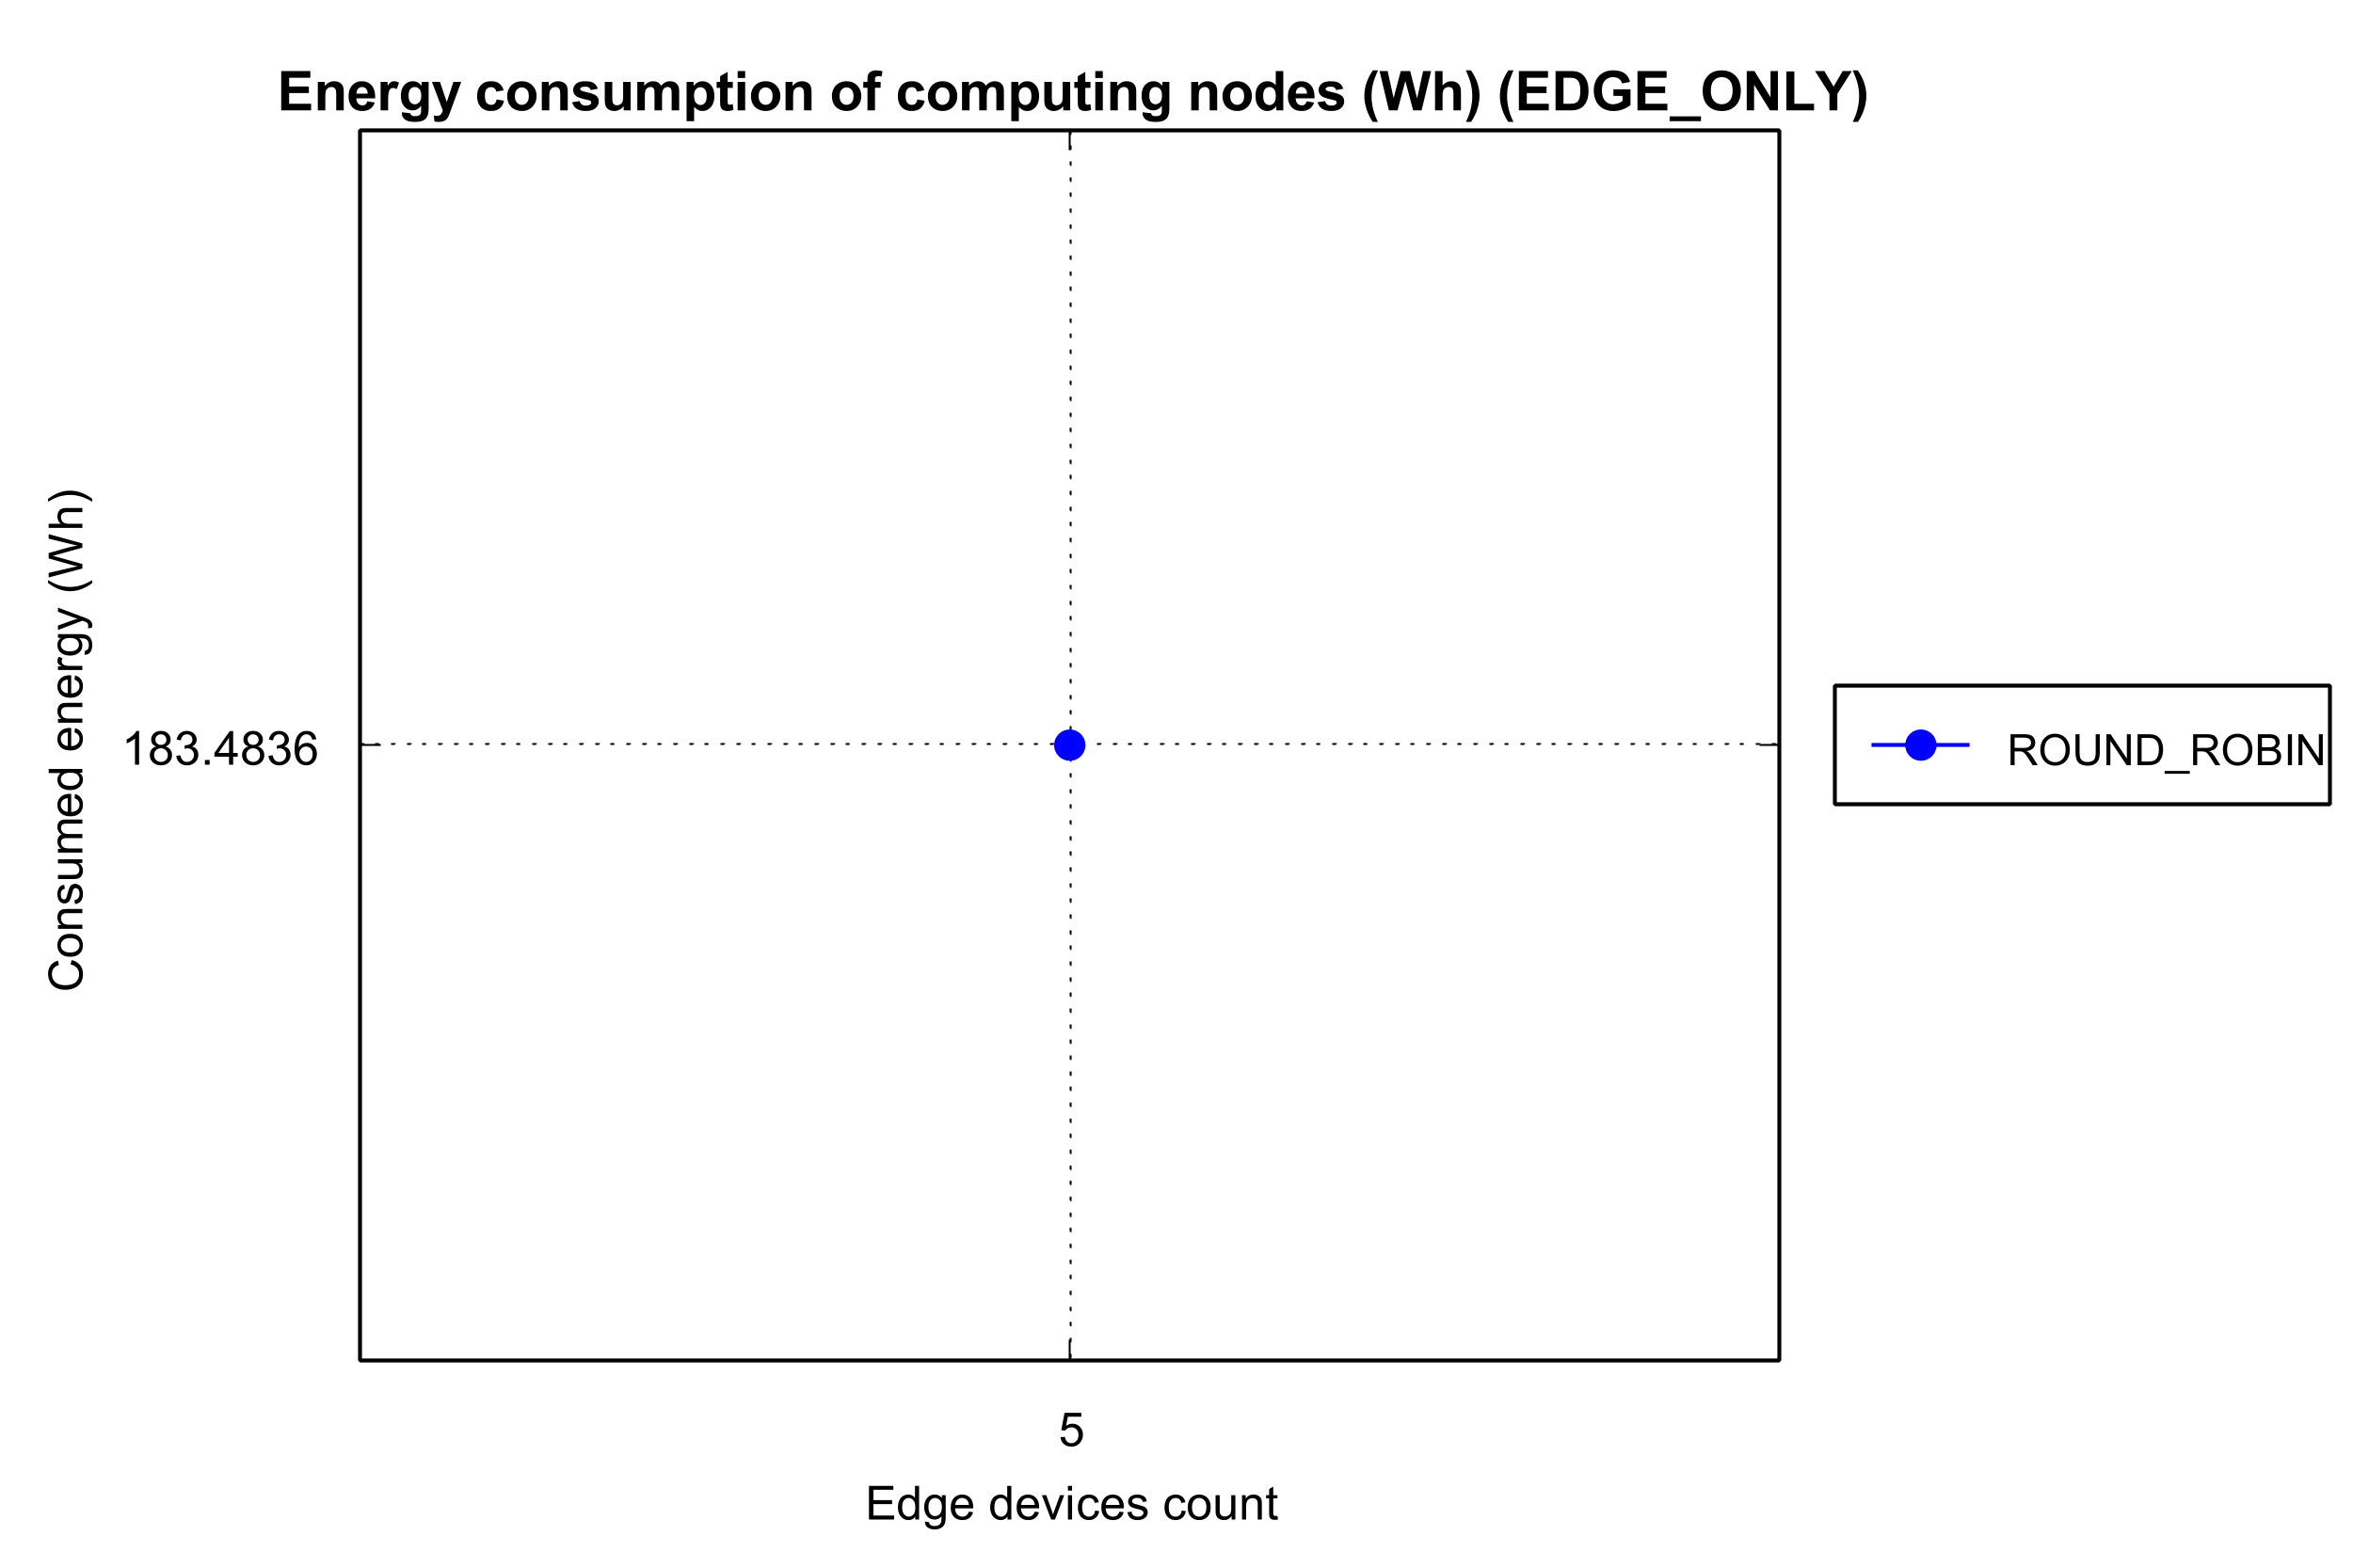 Energy consumption of computing nodes (Wh) (EDGE_ONLY)
Consumed energy (Wh)
183.4836
ROUND_ROBIN
5
Edge devices count